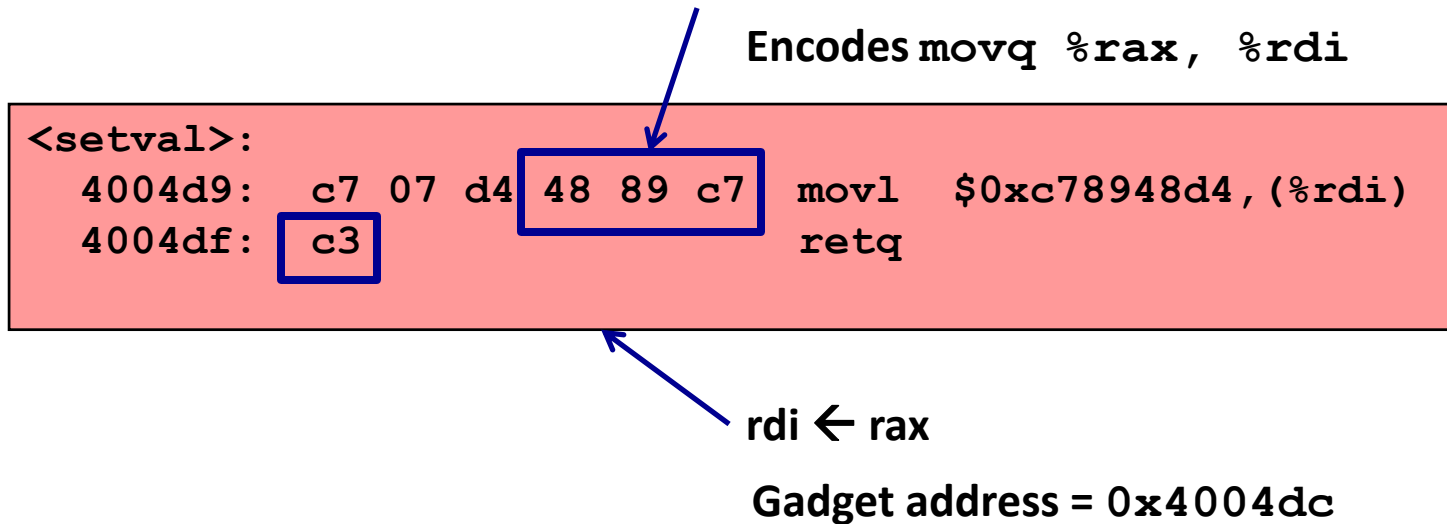 Encodes movq %rax, %rdi
<setval>:
4004d9: c7 07 d4 48 89 c7 movl $0xc78948d4,(%rdi)
4004df: c3 retq
rdi ← rax
Gadget address = 0x4004dc